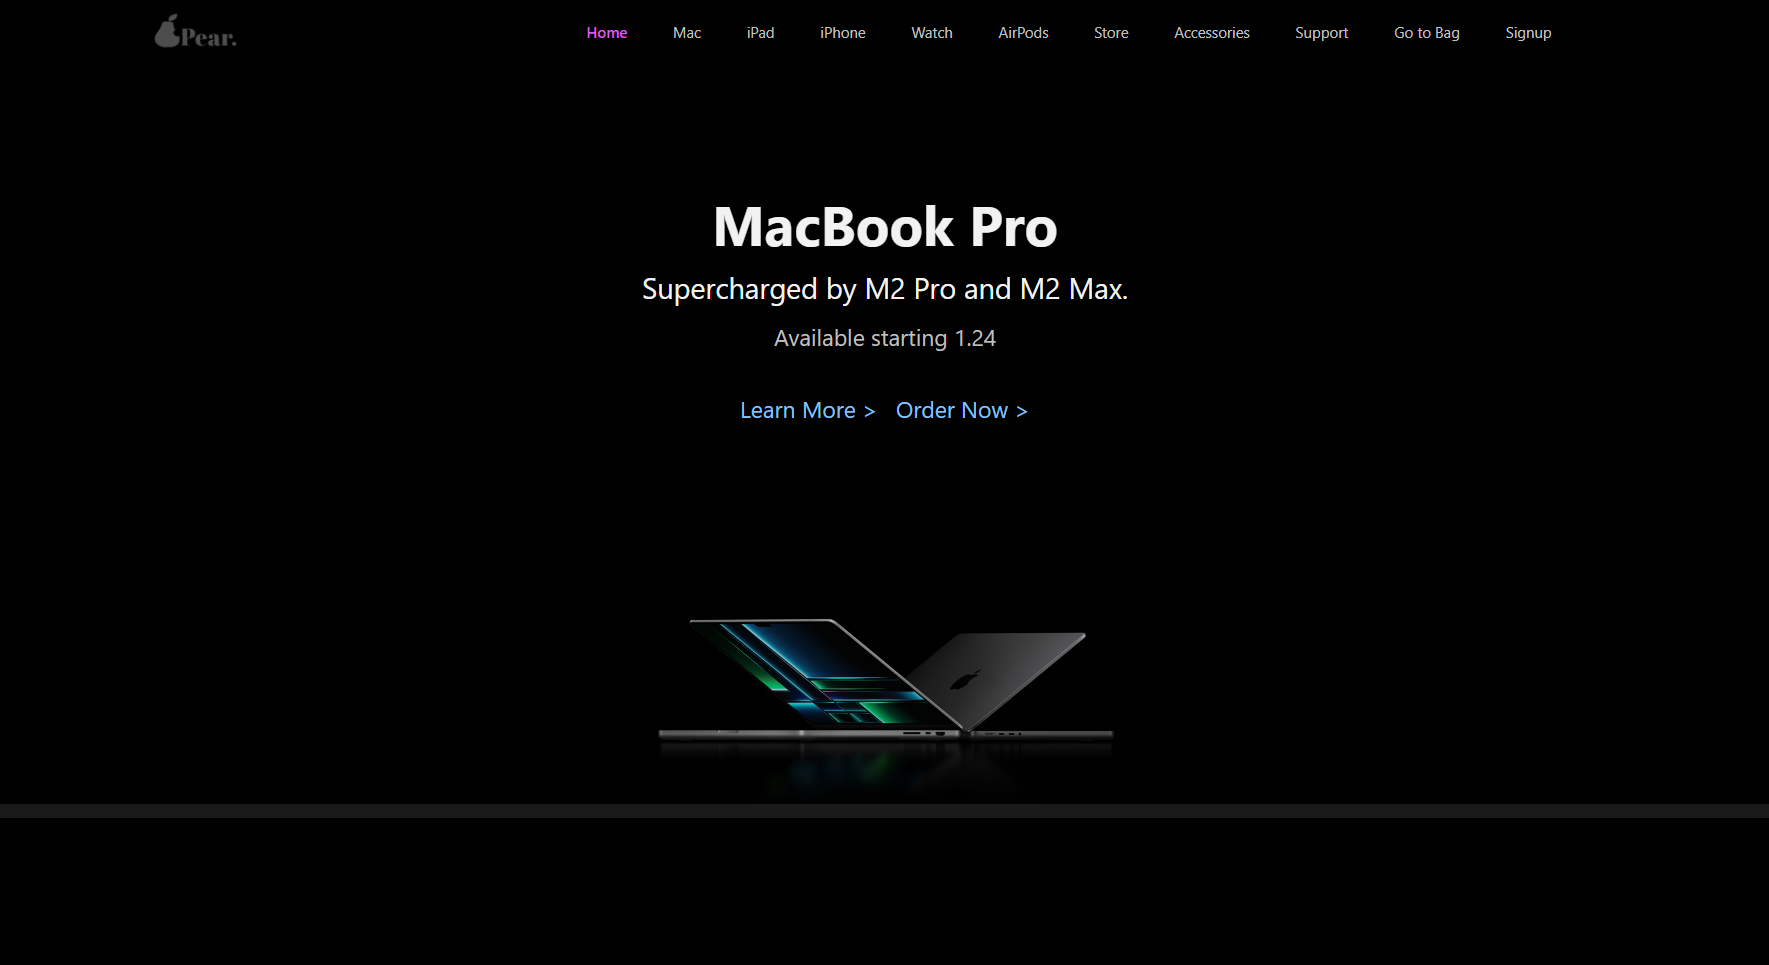 Pear.
Home Mac iPad iPhone Watch AirPods Store Accessories Support Go to Bag Signup
MacBook Pro
Supercharged by M2 Pro and M2 Max.
Available starting 1.24
Learn More > Order Now >